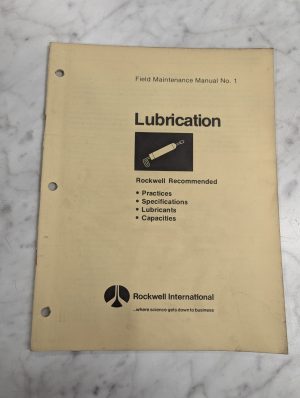 Field Maintenance Manual No. 1
Lubrication
Rockwell Recommended
• Practices
• Specifications
• Lubricants
• Capacities
Rockwell International
...where science gets down to business